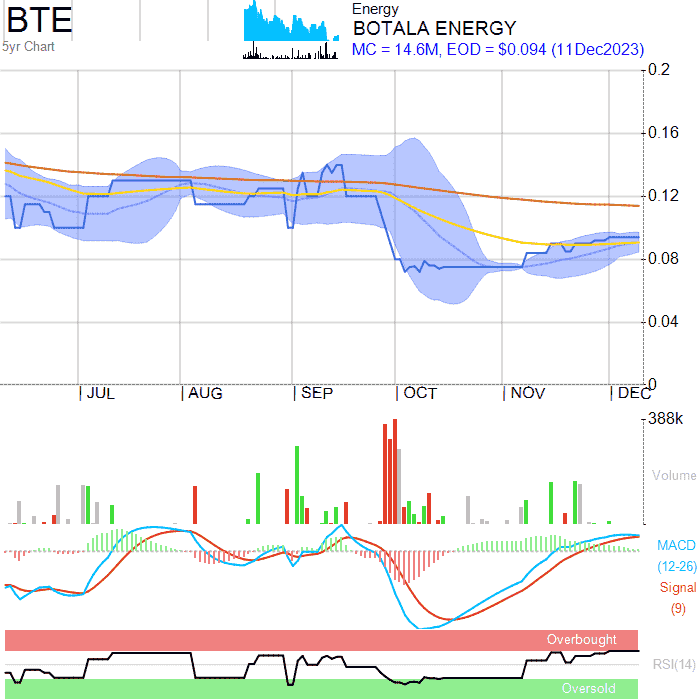 BTE
5yr Chart
Energy
BOTALA ENERGY
MC = 14.6M, EOD = $0.094 (11Dec2023)
0.2
0.16
0.12
0.08
0.04
0
| JUL | AUG | SEP | OCT | NOV | DEC
388k
Volume
MACD
(12-26)
Signal
(9)
Overbought
RSI(14)
Oversold